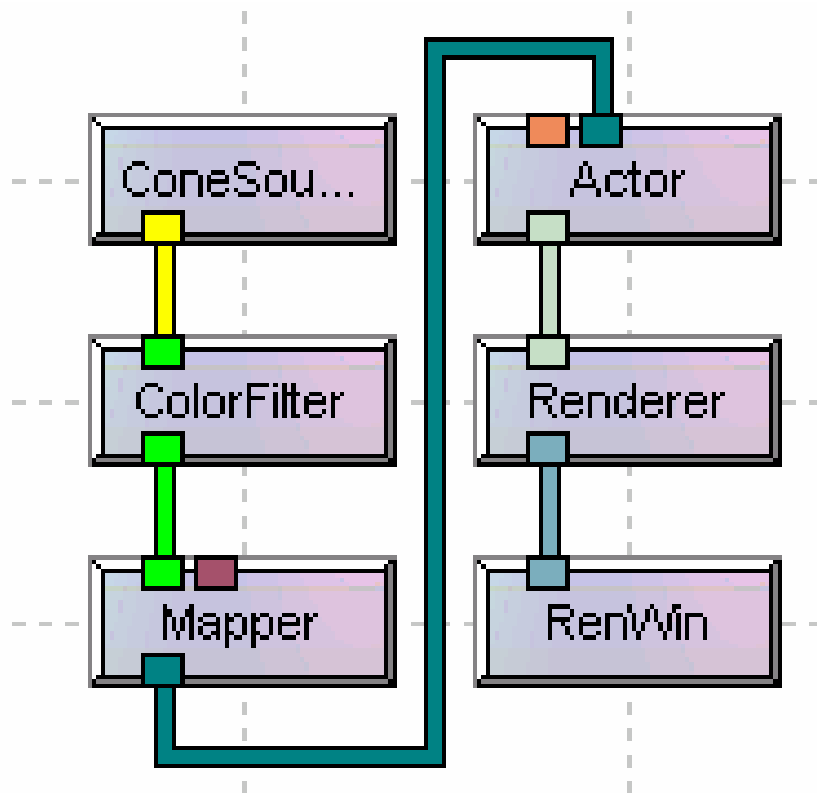 ConeSou...
ColorFilter
Mapper
Actor
Renderer
RenWin